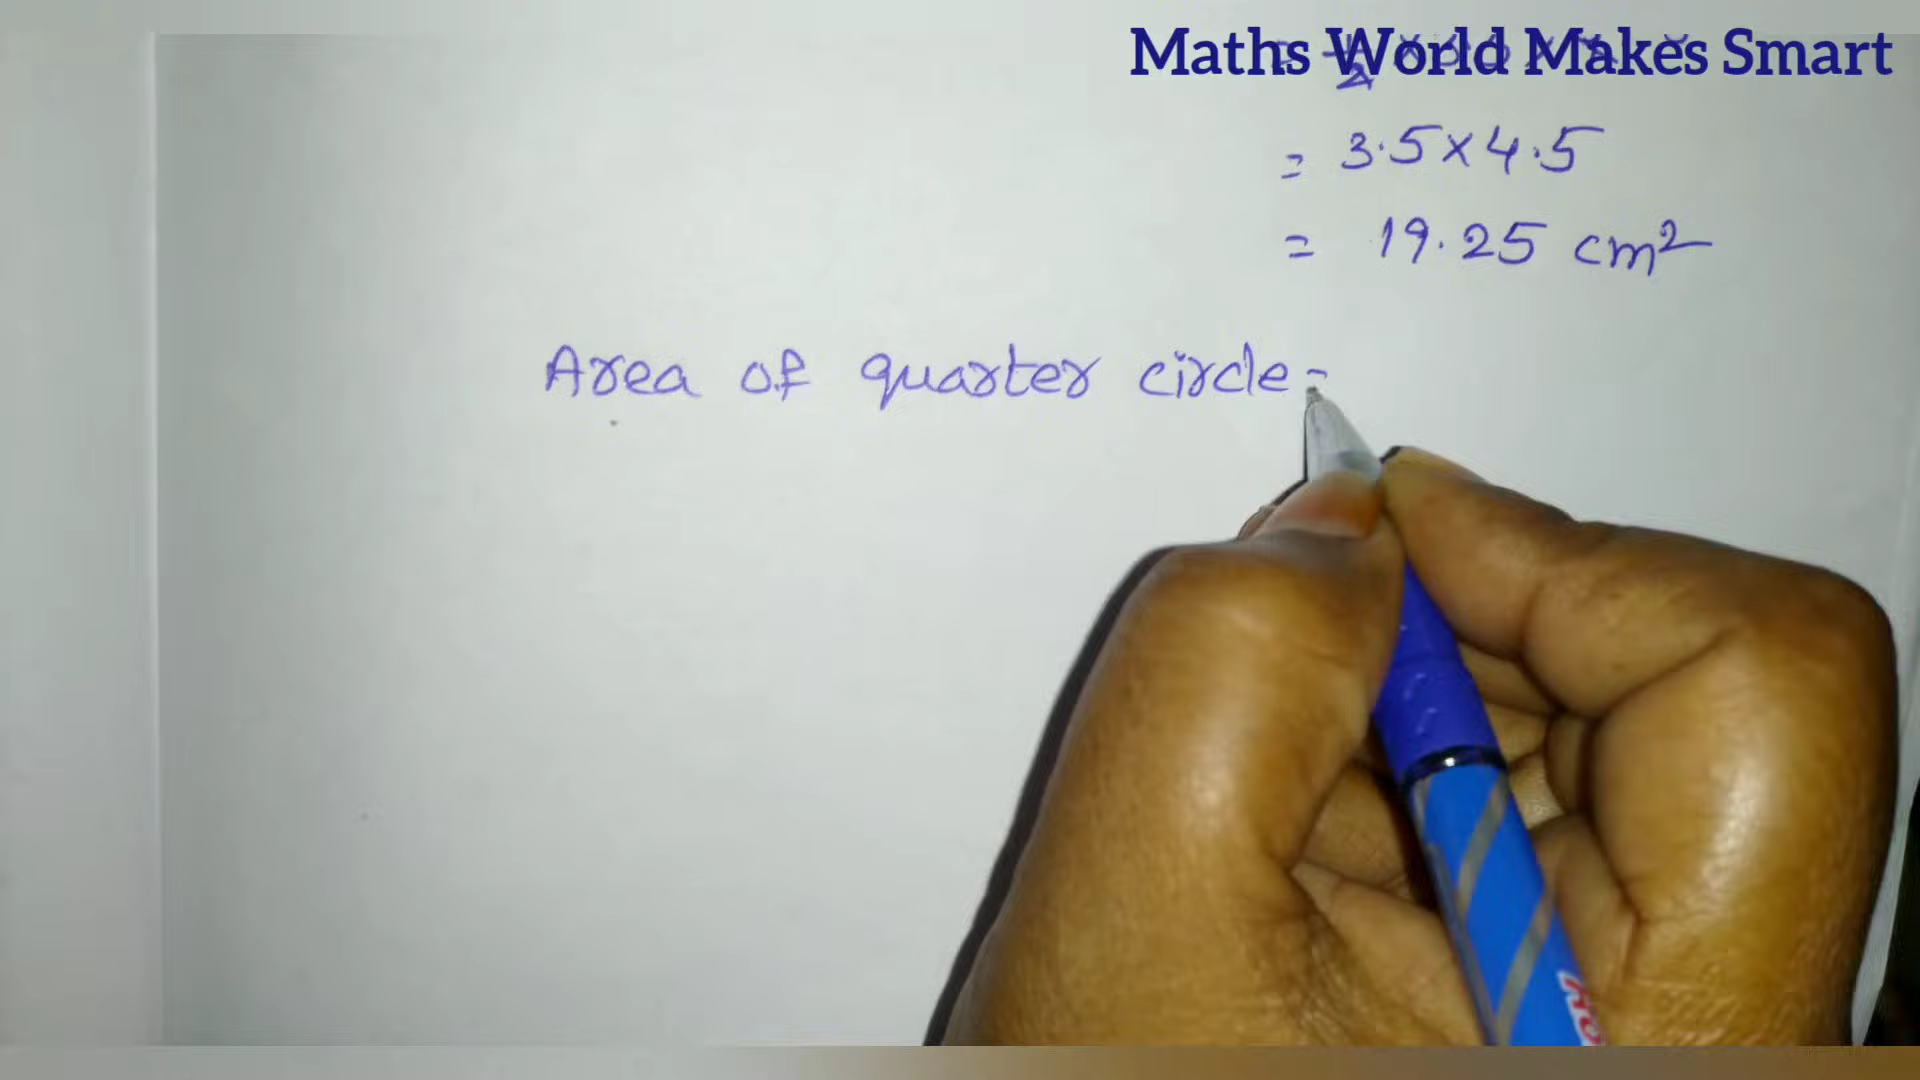 Maths World Makes Smart
= 3.5×4.5
= 19.25 cm²
Area of quarter circle =